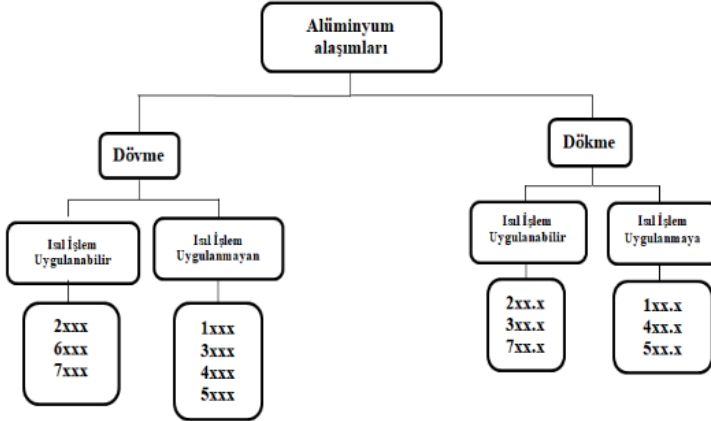 Alüminyum
alaşımları
Dövme
Dökme
Isıl İşlem
Uygulanabilir
Isıl İşlem
Uygulanmayan
Isıl İşlem
Uygulanabilir
Isıl İşlem
Uygulanmaya
2xxx
6xxx
7xxx
1xxx
3xxx
4xxx
5xxx
2xx.x
3xx.x
7xx.x
1xx.x
4xx.x
5xx.x